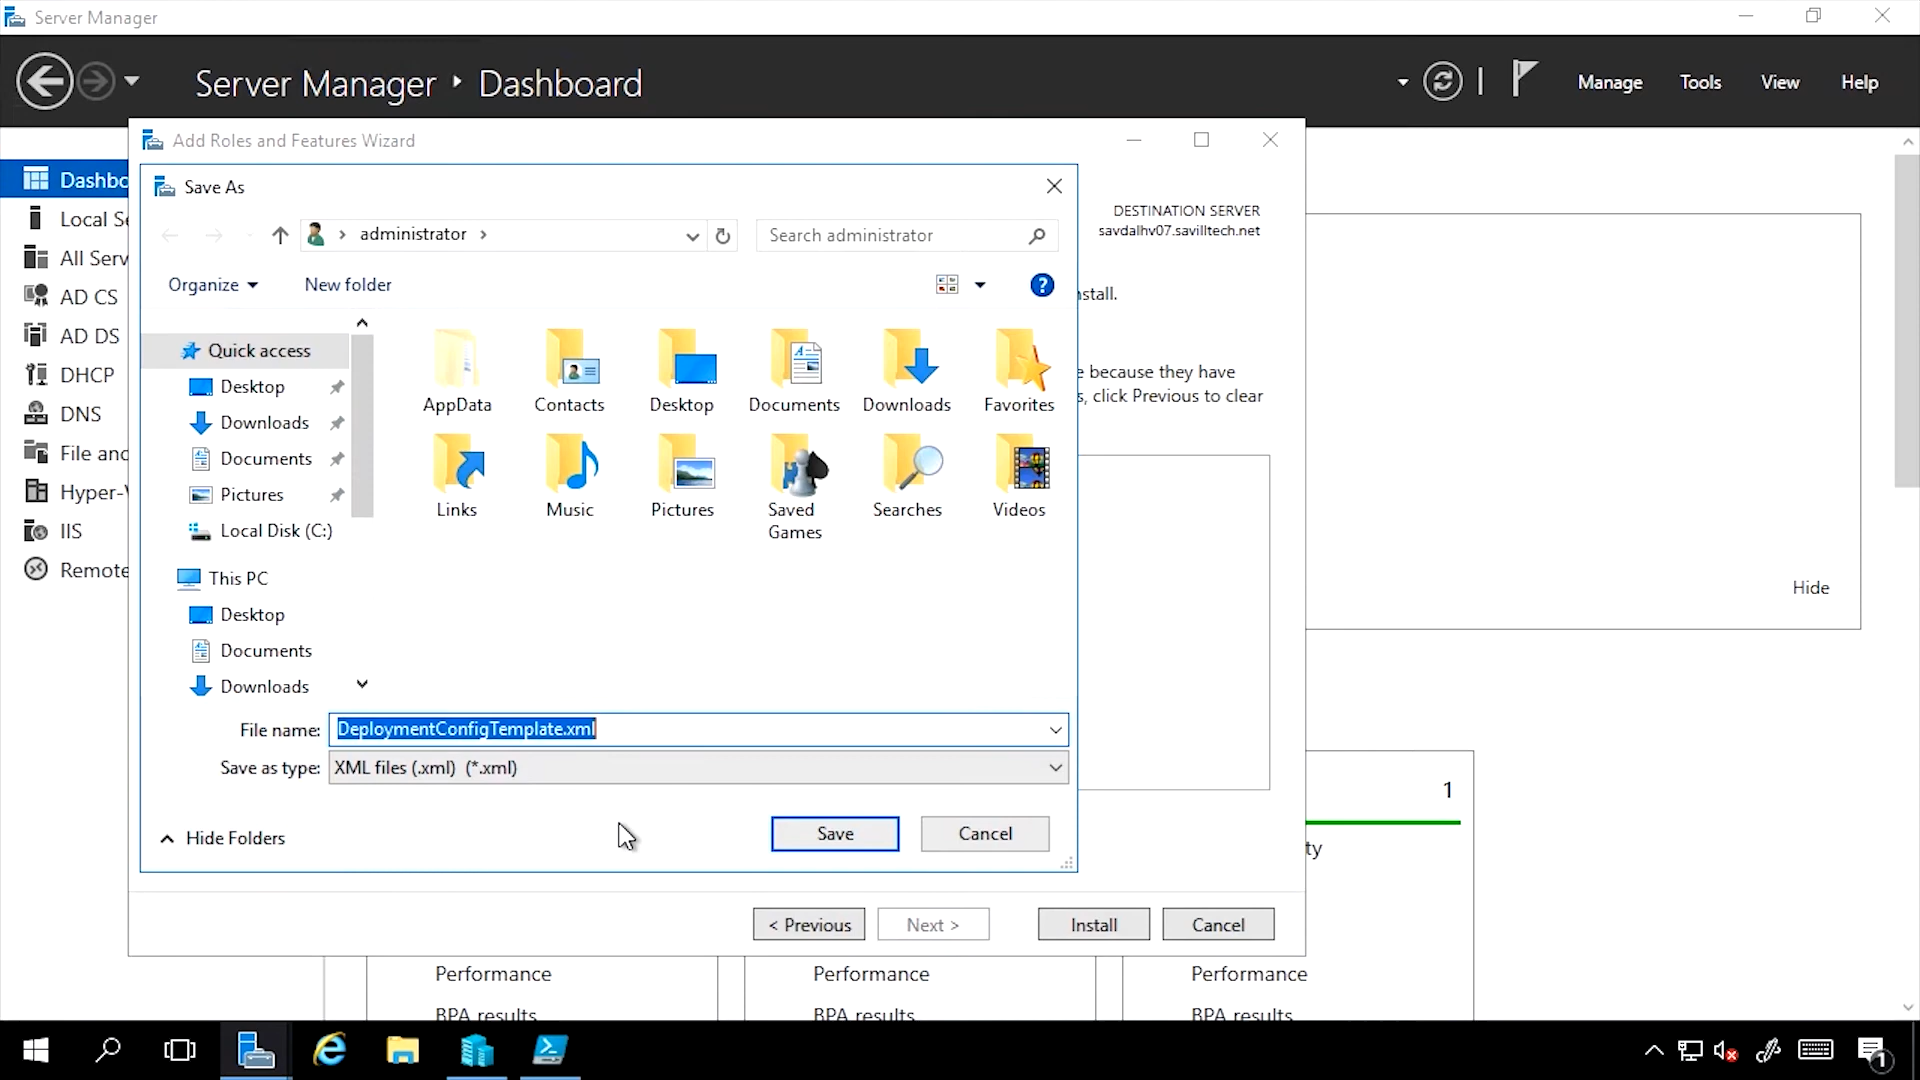 Server Manager
Server Manager ‣ Dashboard
Manage
Tools
View
Help
Add Roles and Features Wizard
Save As
DESTINATION SERVER
savdalhv07.savilltech.net
administrator
Search administrator
Organize
New folder
nstall.
e because they have
s, click Previous to clear
Dashbo
Local Se
All Serv
AD CS
AD DS
DHCP
DNS
File and
Hyper-V
IIS
Remote
Quick access
Desktop
Downloads
Documents
Pictures
Local Disk (C:)
This PC
Desktop
Documents
Downloads
AppData
Contacts
Desktop
Documents
Downloads
Favorites
Links
Music
Pictures
Saved
Games
Searches
Videos
Hide
File name: DeploymentConfigTemplate.xml
Save as type: XML files (.xml) (*.xml)
Hide Folders
Save
Cancel
1
ty
< Previous
Next >
Install
Cancel
Performance
Performance
Performance
BPA results
BPA results
BPA results
1